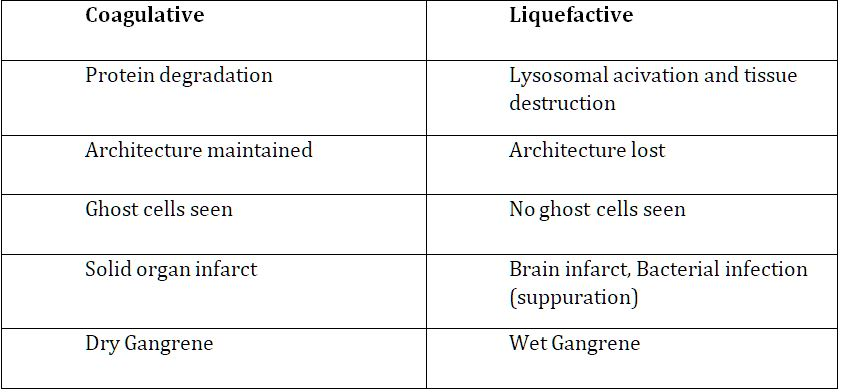 Coagulative
Liquefactive
Protein degradation
Lysosomal acivation and tissue
destruction
Architecture maintained
Architecture lost
Ghost cells seen
No ghost cells seen
Solid organ infarct
Brain infarct, Bacterial infection
(suppuration)
Dry Gangrene
Wet Gangrene